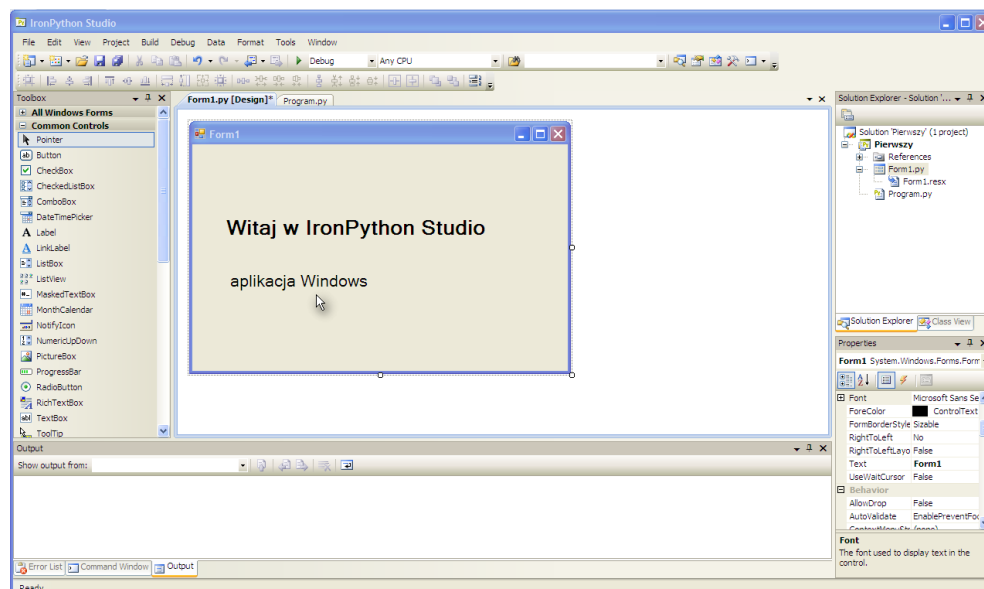 IronPython Studio
File Edit View Project Build Debug Data Format Tools Window
Debug Any CPU
Toolbox
Form1.py [Design]* Program.py
Solution Explorer - Solution '...
All Windows Forms
Common Controls
Pointer
Button
CheckBox
CheckedListBox
ComboBox
DateTimePicker
Label
LinkLabel
ListBox
ListView
MaskedTextBox
MonthCalendar
NotifyIcon
NumericUpDown
PictureBox
ProgressBar
RadioButton
RichTextBox
TextBox
ToolTip
Form1
Witaj w IronPython Studio
aplikacja Windows
Solution 'Pierwszy' (1 project)
Pierwszy
References
Form1.py
Form1.resx
Program.py
Solution Explorer Class View
Properties
Form1 System.Windows.Forms.Form
Font Microsoft Sans Se
ForeColor ControlText
FormBorderStyle Sizable
RightToLeft No
RightToLeftLayo False
Text Form1
UseWaitCursor False
Behavior
AllowDrop False
AutoValidate EnablePreventFoc
ContextMenuStr (none)
Font
The font used to display text in the
control.
Output
Show output from:
Error List Command Window Output
Ready